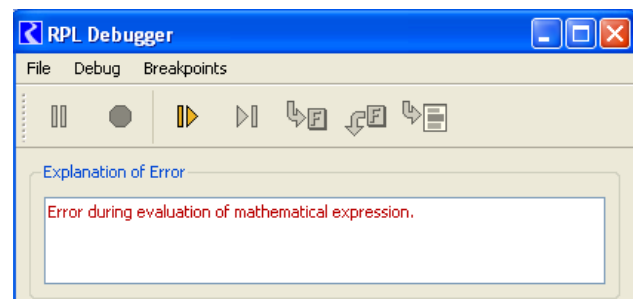 RPL Debugger
File Debug Breakpoints
F F
Explanation of Error
Error during evaluation of mathematical expression.